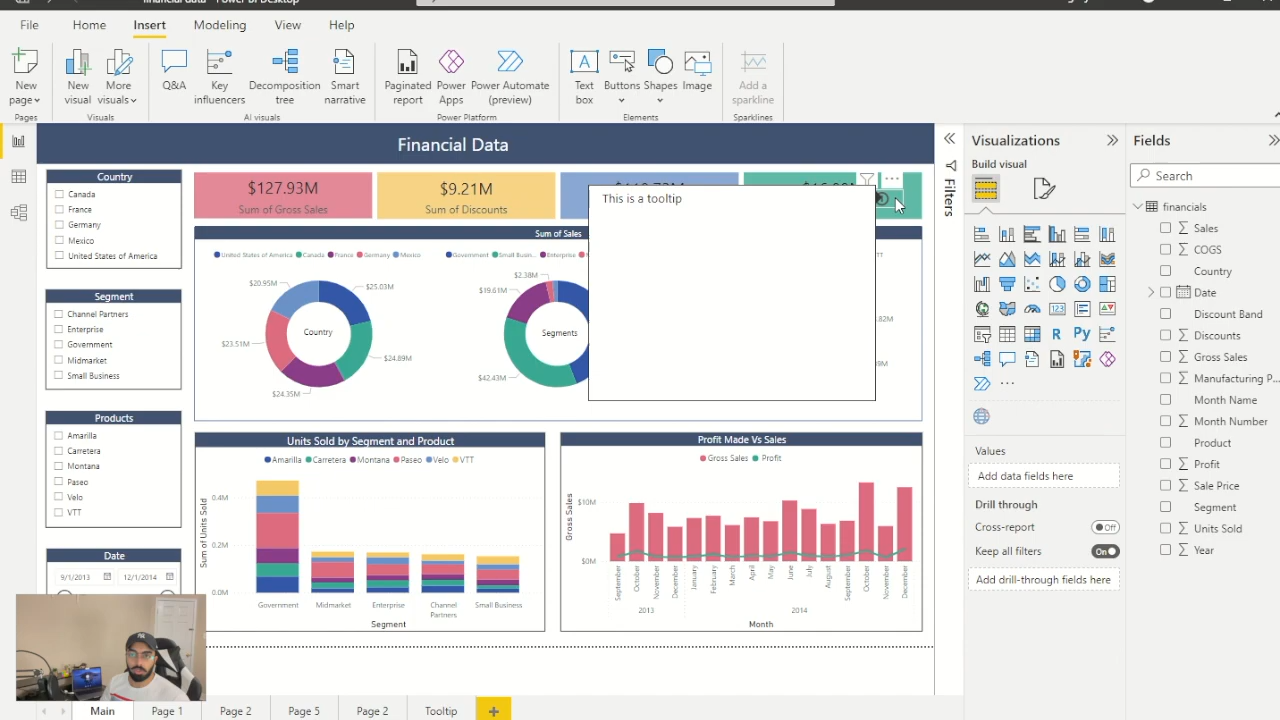 financial data - Power BI Desktop
File Home Insert Modeling View Help
New page
New visual
More visuals
Q&A
Key influencers
Decomposition tree
Smart narrative
Paginated report
Power Apps
Power Automate (preview)
Text box
Buttons
Shapes
Image
Add a sparkline
Pages
Visuals
AI visuals
Power Platform
Elements
Sparklines
Financial Data
Country
Canada
France
Germany
Mexico
United States of America
Segment
Channel Partners
Enterprise
Government
Midmarket
Small Business
Products
Amarilla
Carretera
Montana
Paseo
Velo
VTT
Date
9/1/2013 12/1/2014
$127.93M
Sum of Gross Sales
$9.21M
Sum of Discounts
This is a tooltip
Sum of Sales
United States of America Canada France Germany Mexico
$20.95M
$25.03M
Country
$23.51M
$24.89M
$24.35M
Government Small Busin... Enterprise
$2.38M
$19.61M
Segments
$42.43M
Units Sold by Segment and Product
Amarilla Carretera Montana Paseo Velo VTT
Sum of Units Sold
0.4M
0.2M
0.0M
Government Midmarket Enterprise Channel Partners Small Business
Segment
Profit Made Vs Sales
Gross Sales Profit
Gross Sales
$10M
$0M
September October November December January February March April May June July August September October November December
2013 2014
Month
Filters
Visualizations
Build visual
Values
Add data fields here
Drill through
Cross-report Off
Keep all filters On
Add drill-through fields here
Fields
Search
financials
Sales
COGS
Country
Date
Discount Band
Discounts
Gross Sales
Manufacturing P...
Month Name
Month Number
Product
Profit
Sale Price
Segment
Units Sold
Year
Main Page 1 Page 2 Page 5 Page 2 Tooltip